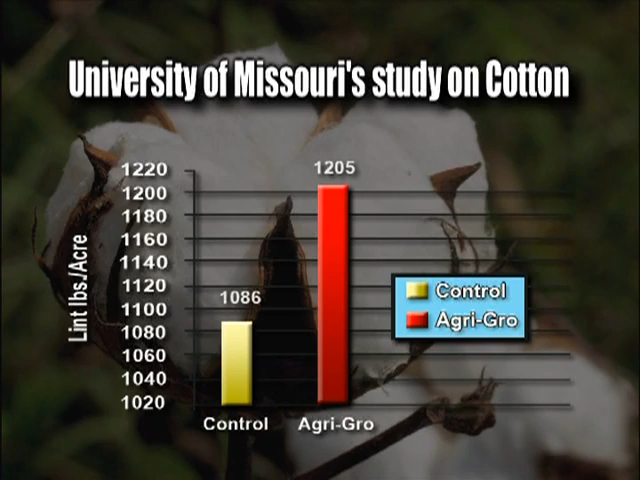 University of Missouri's study on Cotton
Lint lbs./Acre
1220
1200
1180
1160
1140
1120
1100
1080
1060
1040
1020
1086
1205
Control
Agri-Gro
Control
Agri-Gro